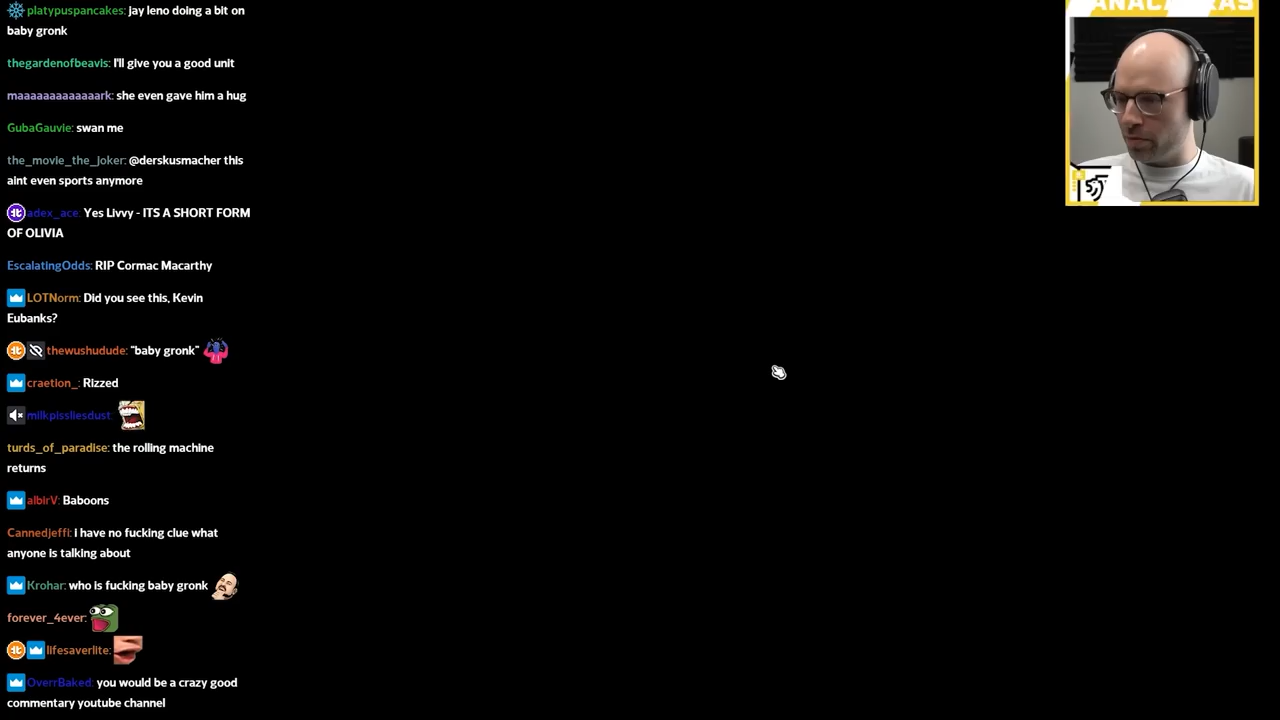 platypuspancakes: jay leno doing a bit on
baby gronk
thegardenofbeavis: I'll give you a good unit
maaaaaaaaaaaaark: she even gave him a hug
GubaGauvie: swan me
the_movie_the_Joker: @derskusmacher this
aint even sports anymore
adex_ace: Yes Livvy - ITS A SHORT FORM
OF OLIVIA
EscalatingOdds: RIP Cormac Macarthy
LOTNorm: Did you see this, Kevin
Eubanks?
thewushudude: "baby gronk"
craetion_: Rizzed
milkpissliesdust:
turds_of_paradise: the rolling machine
returns
albirV: Baboons
Cannedjeffi: i have no fucking clue what
anyone is talking about
Krohar: who is fucking baby gronk
forever_4ever:
lifesaverlite:
OverrBaked: you would be a crazy good
commentary youtube channel